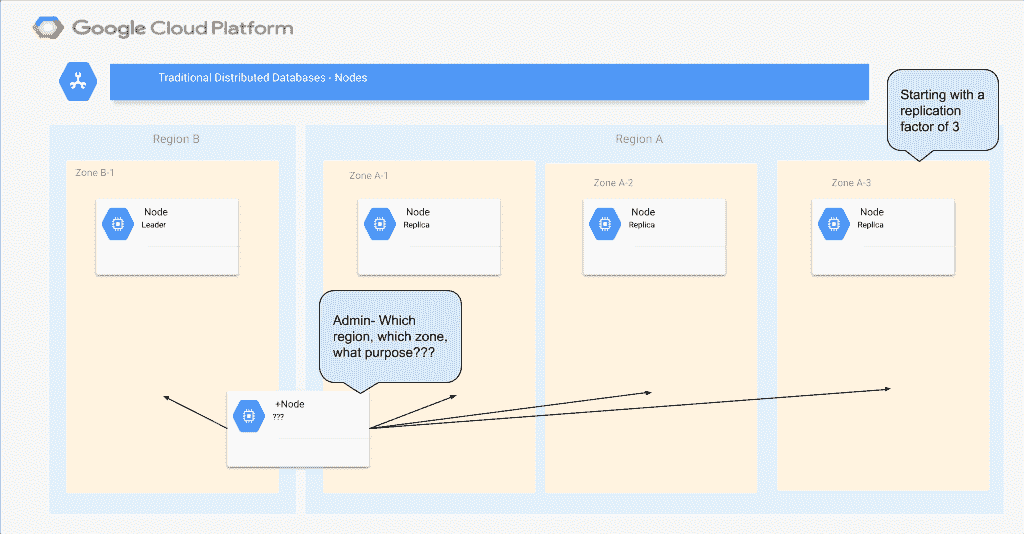 Google Cloud Platform
Traditional Distributed Databases - Nodes
Starting with a
replication
factor of 3
Region B
Region A
Zone B-1
Zone A-1
Zone A-2
Zone A-3
Node
Leader
Node
Replica
Node
Replica
Node
Replica
Admin- Which
region, which zone,
what purpose???
+Node
???